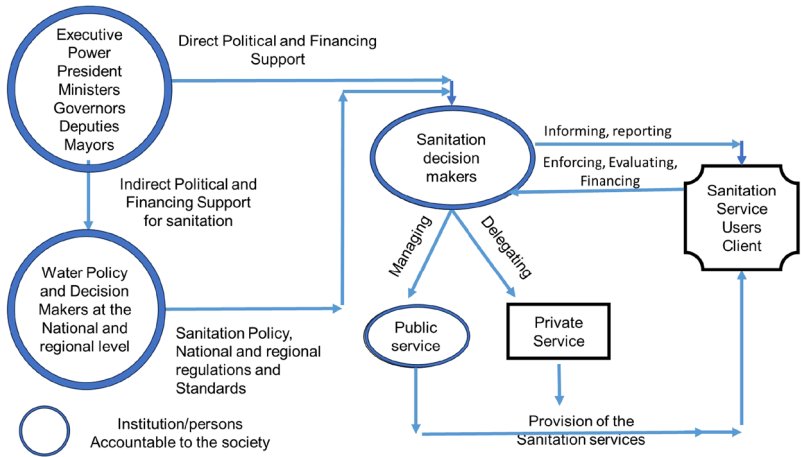 Executive
Power
President
Ministers
Governors
Deputies
Mayors
Direct Political and Financing
Support
Indirect Political and
Financing Support
for sanitation
Water Policy
and Decision
Makers at the
National and
regional level
Sanitation Policy,
National and regional
regulations and
Standards
Sanitation
decision
makers
Informing, reporting
Enforcing, Evaluating,
Financing
Sanitation
Service
Users
Client
Managing
Delegating
Public
service
Private
Service
Provision of the
Sanitation services
Institution/persons
Accountable to the society